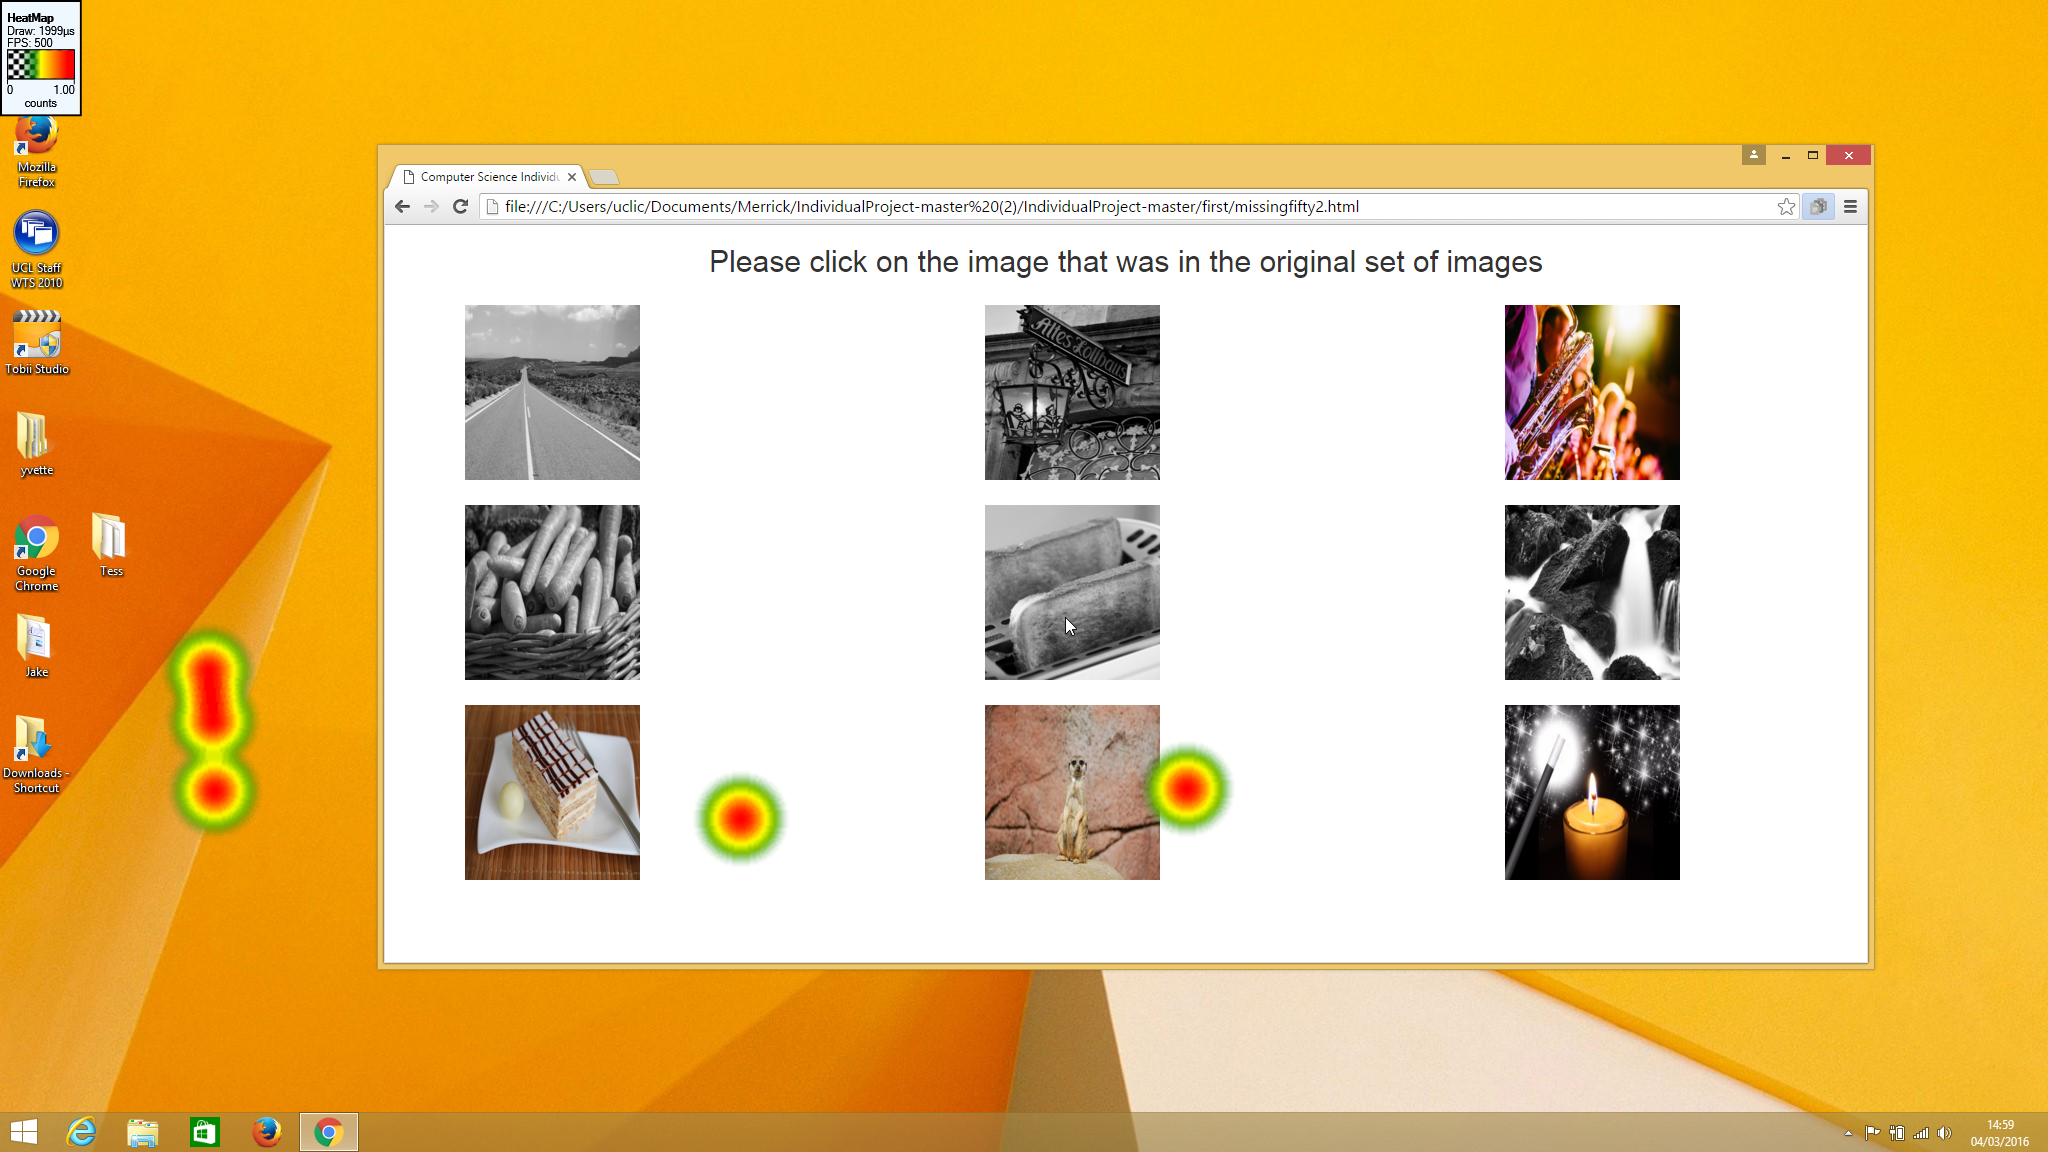 HeatMap
Draw: 1999µs
FPS: 500
0 1.00
counts
Mozilla
Firefox
UCL Staff
WTS 2010
Tobii Studio
yvette
Google
Chrome
Tess
Jake
Downloads -
Shortcut
Computer Science Individu
file:///C:/Users/uclic/Documents/Merrick/IndividualProject-master%20(2)/IndividualProject-master/first/missingfifty2.html
Please click on the image that was in the original set of images
Altes Zollhaus
14:59
04/03/2016